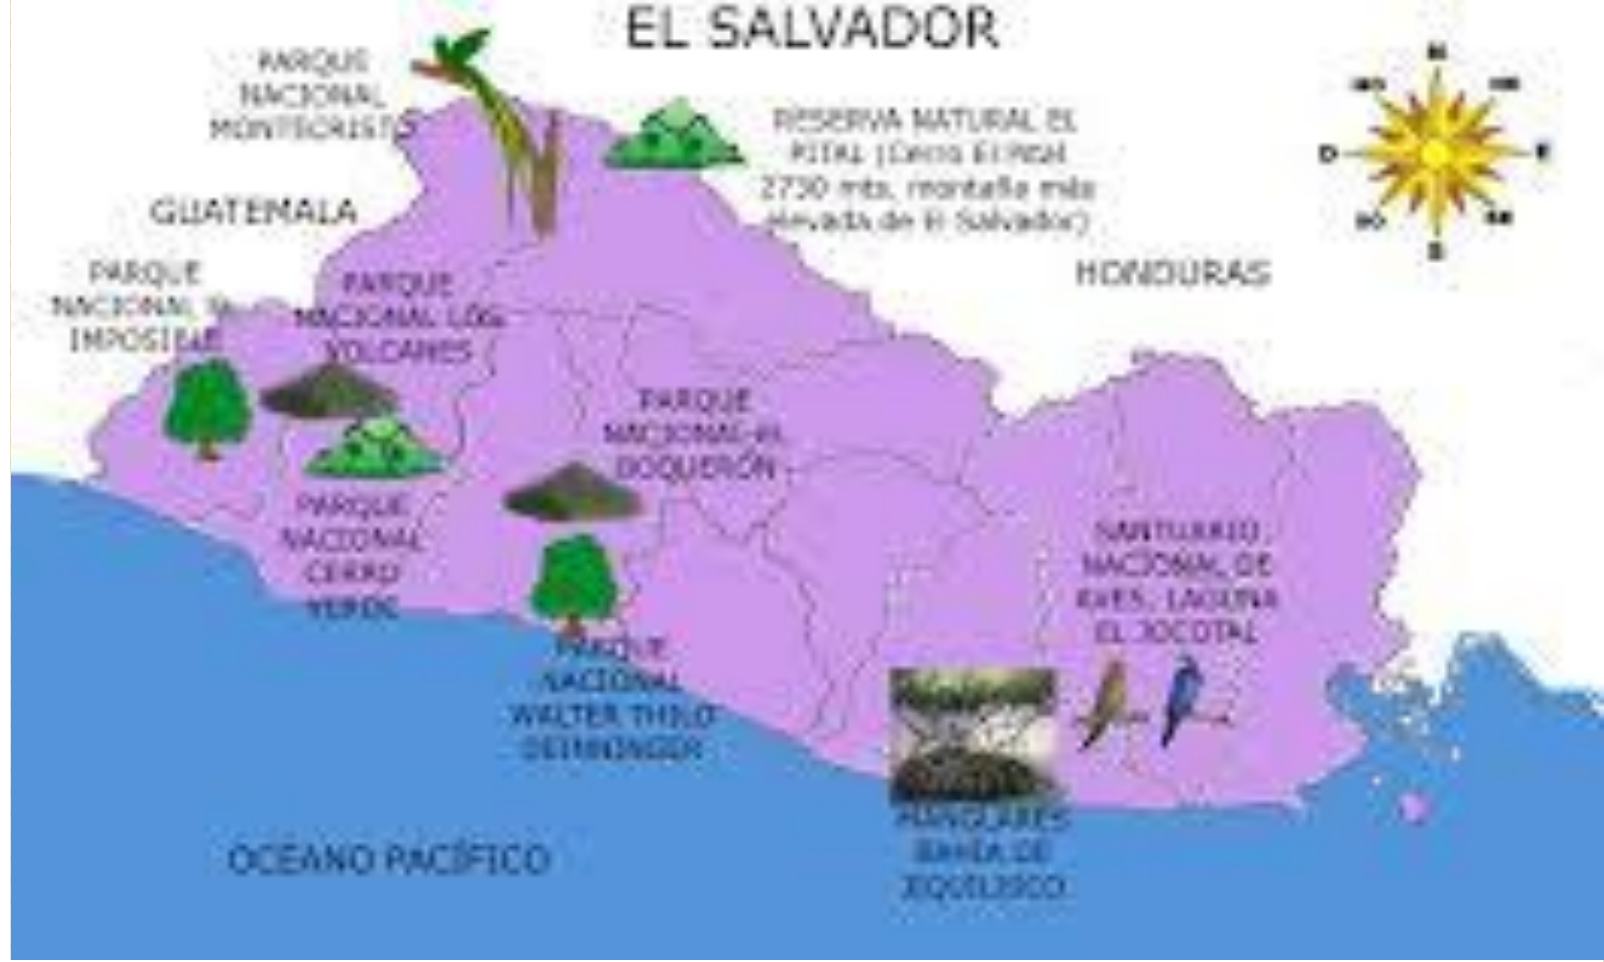 EL SALVADOR
PARQUE
NACIONAL
MONTECRISTO
RESERVA NATURAL EL
PITAL (Cerro El Pital
2730 mts, montaña más
elevada de El Salvador)
N
E
S
O
GUATEMALA
HONDURAS
PARQUE
NACIONAL
IMPOSIBLE
PARQUE
NACIONAL LOS
VOLCANES
PARQUE
NACIONAL EL
BOQUERÓN
PARQUE
NACIONAL
CERRO
VERDE
SANTUARIO
NACIONAL DE
AVES, LAGUNA
EL JOCOTAL
PARQUE
NACIONAL
WALTER THILO
DEININGER
MANGLARES
BAHÍA DE
JIQUILISCO
OCÉANO PACÍFICO